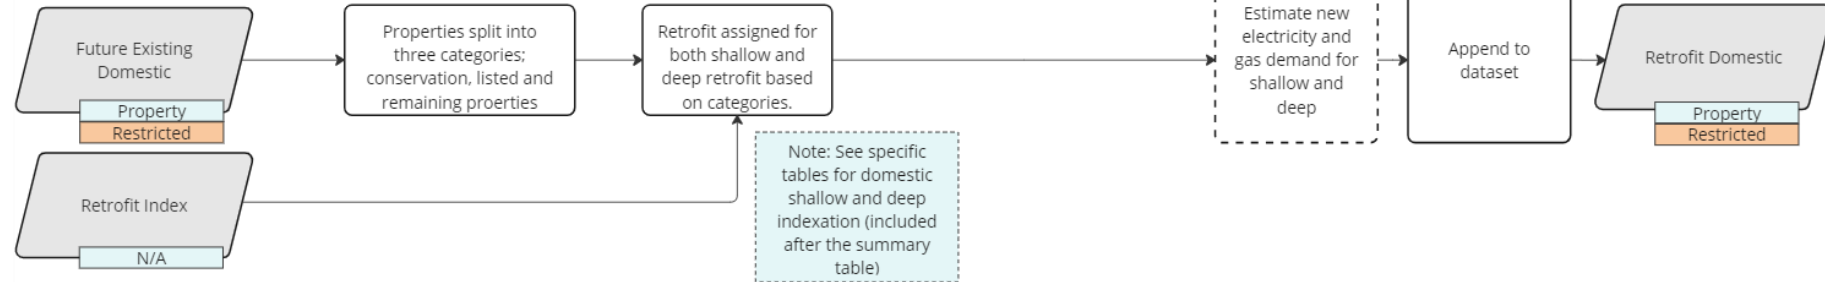 Future Existing
Domestic
Property
Restricted
Properties split into
three categories;
conservation, listed and
remaining proerties
Retrofit assigned for
both shallow and
deep retrofit based
on categories.
Estimate new
electricity and
gas demand for
shallow and
deep
Append to
dataset
Retrofit Domestic
Property
Restricted
Retrofit Index
N/A
Note: See specific
tables for domestic
shallow and deep
indexation (included
after the summary
table)